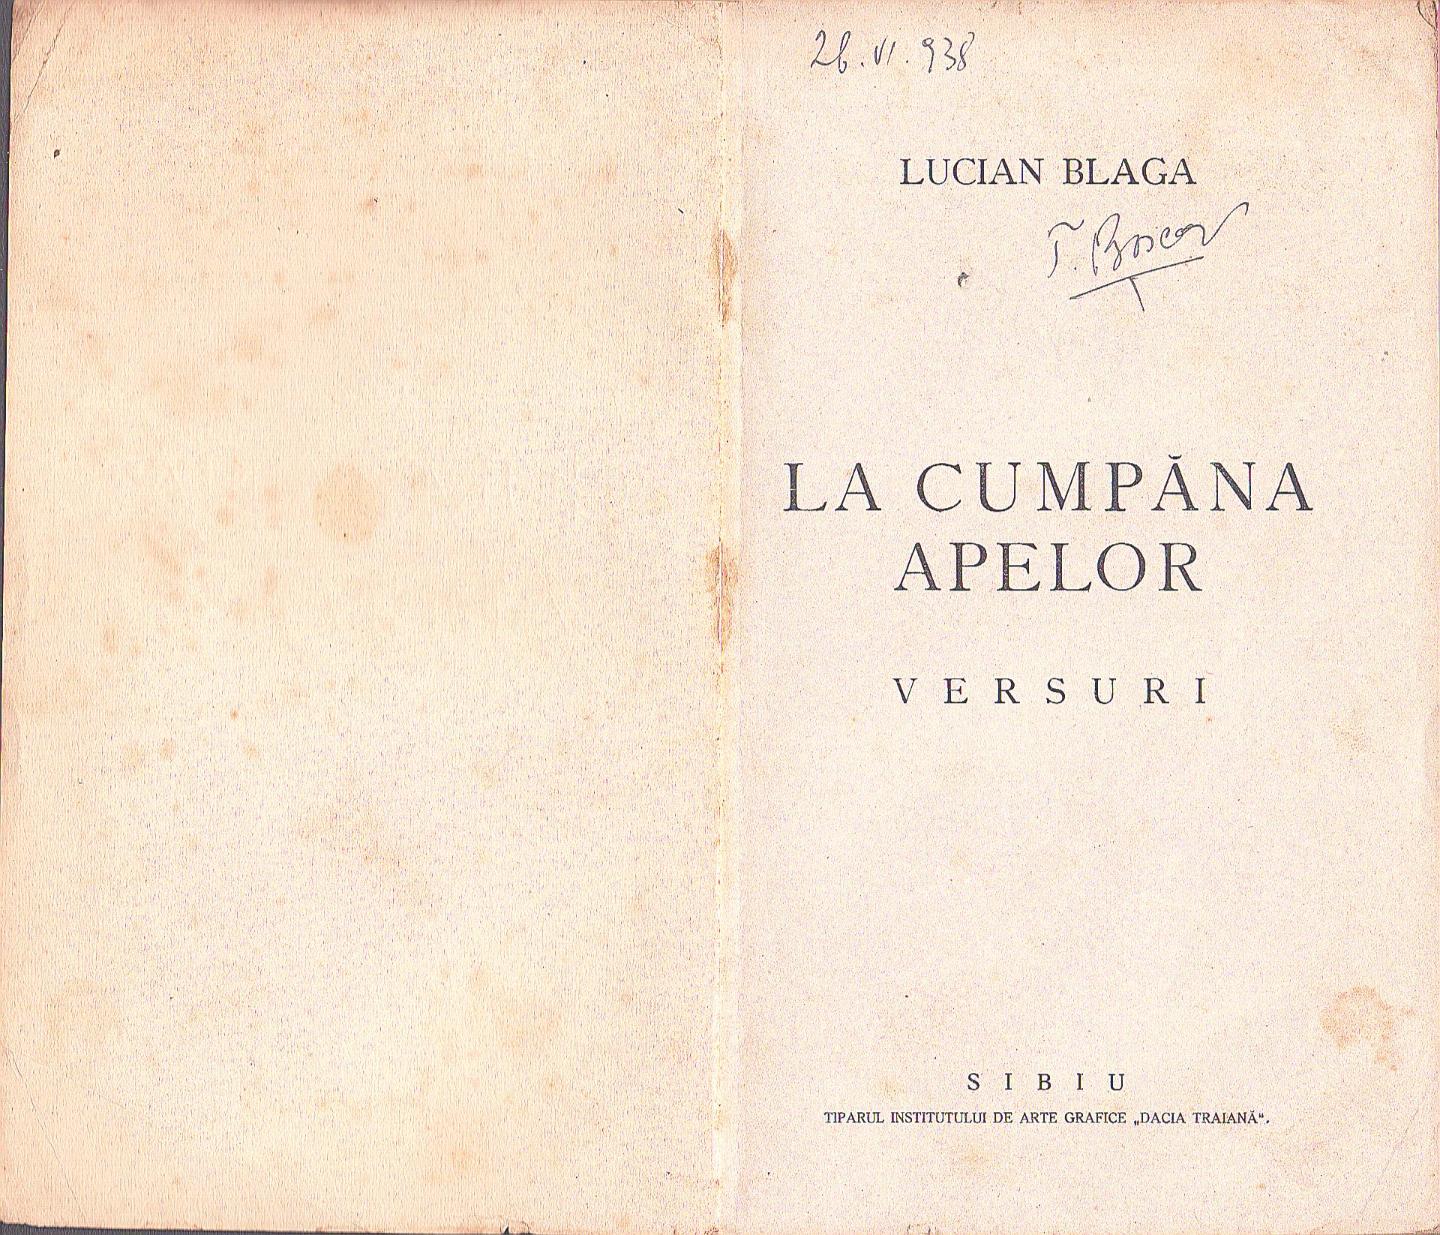 26.VI.938
LUCIAN BLAGA
LA CUMPĂNA
APELOR
VERSURI
SIBIU
TIPARUL INSTITUTULUI DE ARTE GRAFICE „DACIA TRAIANĂ“.